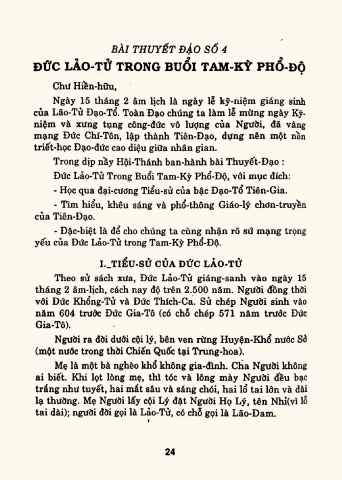 BÀI THUYẾT ĐẠO SỐ 4
ĐỨC LẢO-TỬ TRONG BUỔI TAM-KỲ PHỔ-ĐỘ
Chư Hiền-hữu,
Ngày 15 tháng 2 âm lịch là ngày lễ kỷ-niệm giáng sinh
của Lão-Tử Đạo-Tổ. Toàn Đạo chúng ta làm lễ mừng ngày Kỷ-
niệm và xưng tụng công-đức vô lượng của Người, đã vâng
mạng Đức Chí-Tôn, lập thành Tiên-Đạo, dựng nên một nền
triết-học Đạo-đức cao diệu giữa nhân gian.
Trong dịp nầy Hội-Thánh ban-hành bài Thuyết-Đạo :
Đức Lảo-Tử Trong Buổi Tam-Kỳ Phổ-Độ, với mục đích:
- Học qua đại-cương Tiểu-sử của bậc Đạo-Tổ Tiên-Gia.
- Tìm hiểu, khêu sáng và phổ-thông Giáo-lý chơn-truyền
của Tiên-Đạo.
- Đặc-biệt là để cho chúng ta cùng nhận rõ sứ mạng trọng
yếu của Đức Lảo-Tử trong Tam-Kỳ Phổ-Độ.
I._TIỂU-SỬ CỦA ĐỨC LẢO-TỬ
Theo sử sách xưa, Đức Lảo-Tử giáng-sanh vào ngày 15
tháng 2 âm-lịch, cách nay độ trên 2.500 năm. Người đồng thời
với Đức Khổng-Tử và Đức Thích-Ca. Sử chép Người sinh vào
năm 604 trước Đức Gia-Tô (có chỗ chép 571 năm trước Đức
Gia-Tô).
Người ra đời dưới cội lý, bên ven rừng Huyện-Khổ nước Sở
(một nước trong thời Chiến Quốc tại Trung-hoa).
Mẹ là một bà nghèo khổ không gia-đình. Cha Người không
ai biết. Khi lọt lòng mẹ, thì tóc và lông mày Người đều bạc
trắng như tuyết, hai mắt sâu và sáng chói, hai lổ tai lôn và dài
lạ thường. Mẹ Người lấy cội Lý đặt Người Họ Lý, tên Nhỉ(vì lỗ
tai dài); người đời gọi là Lảo-Tử, có chỗ gọi là Lão-Dam.
24